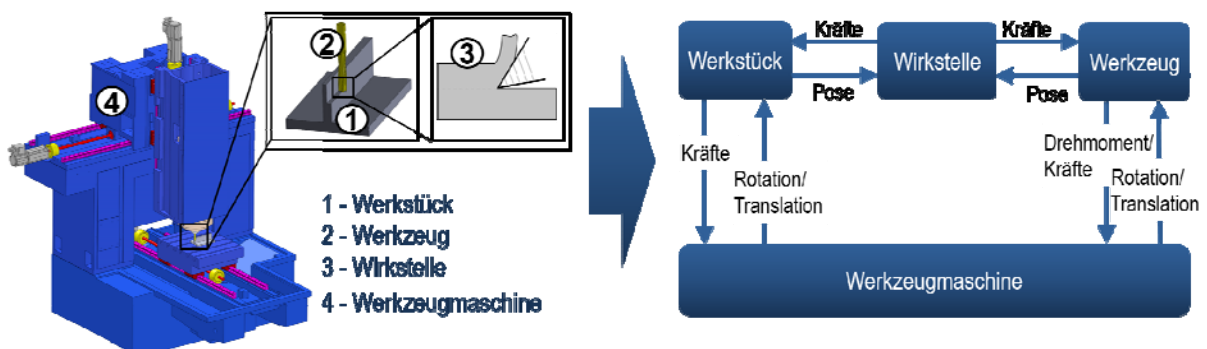 4
2
1
3
1 - Werkstück
2 - Werkzeug
3 - Wirkstelle
4 - Werkzeugmaschine
Werkstück
Kräfte
Pose
Wirkstelle
Kräfte
Pose
Werkzeug
Kräfte
Rotation/
Translation
Drehmoment/
Kräfte
Rotation/
Translation
Werkzeugmaschine